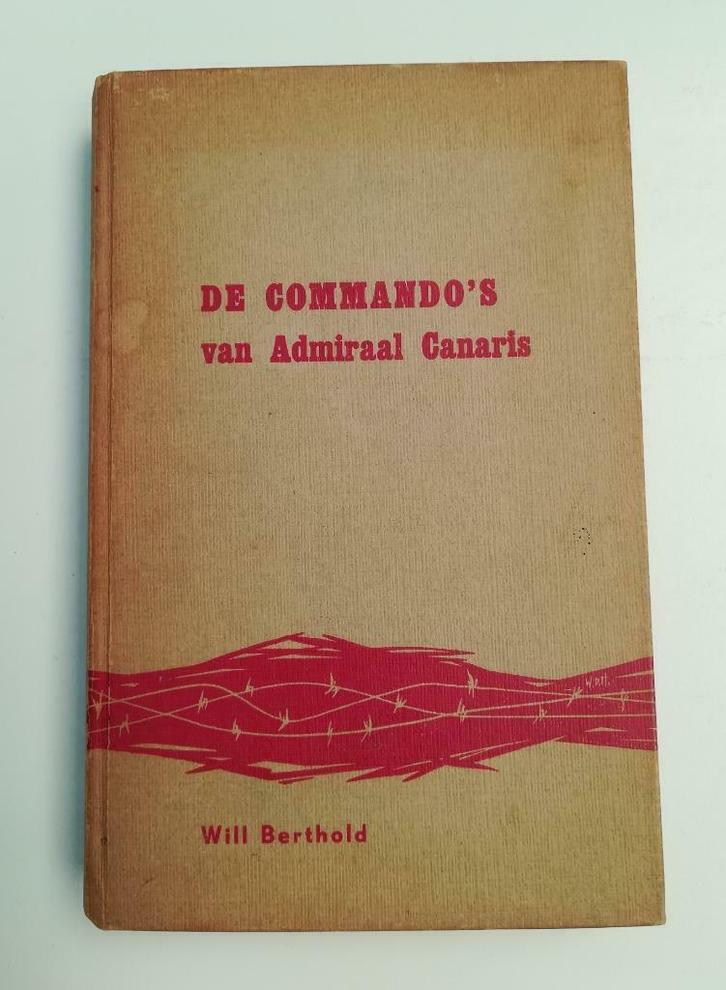 DE COMMANDO'S
van Admiraal Canaris
Will Berthold